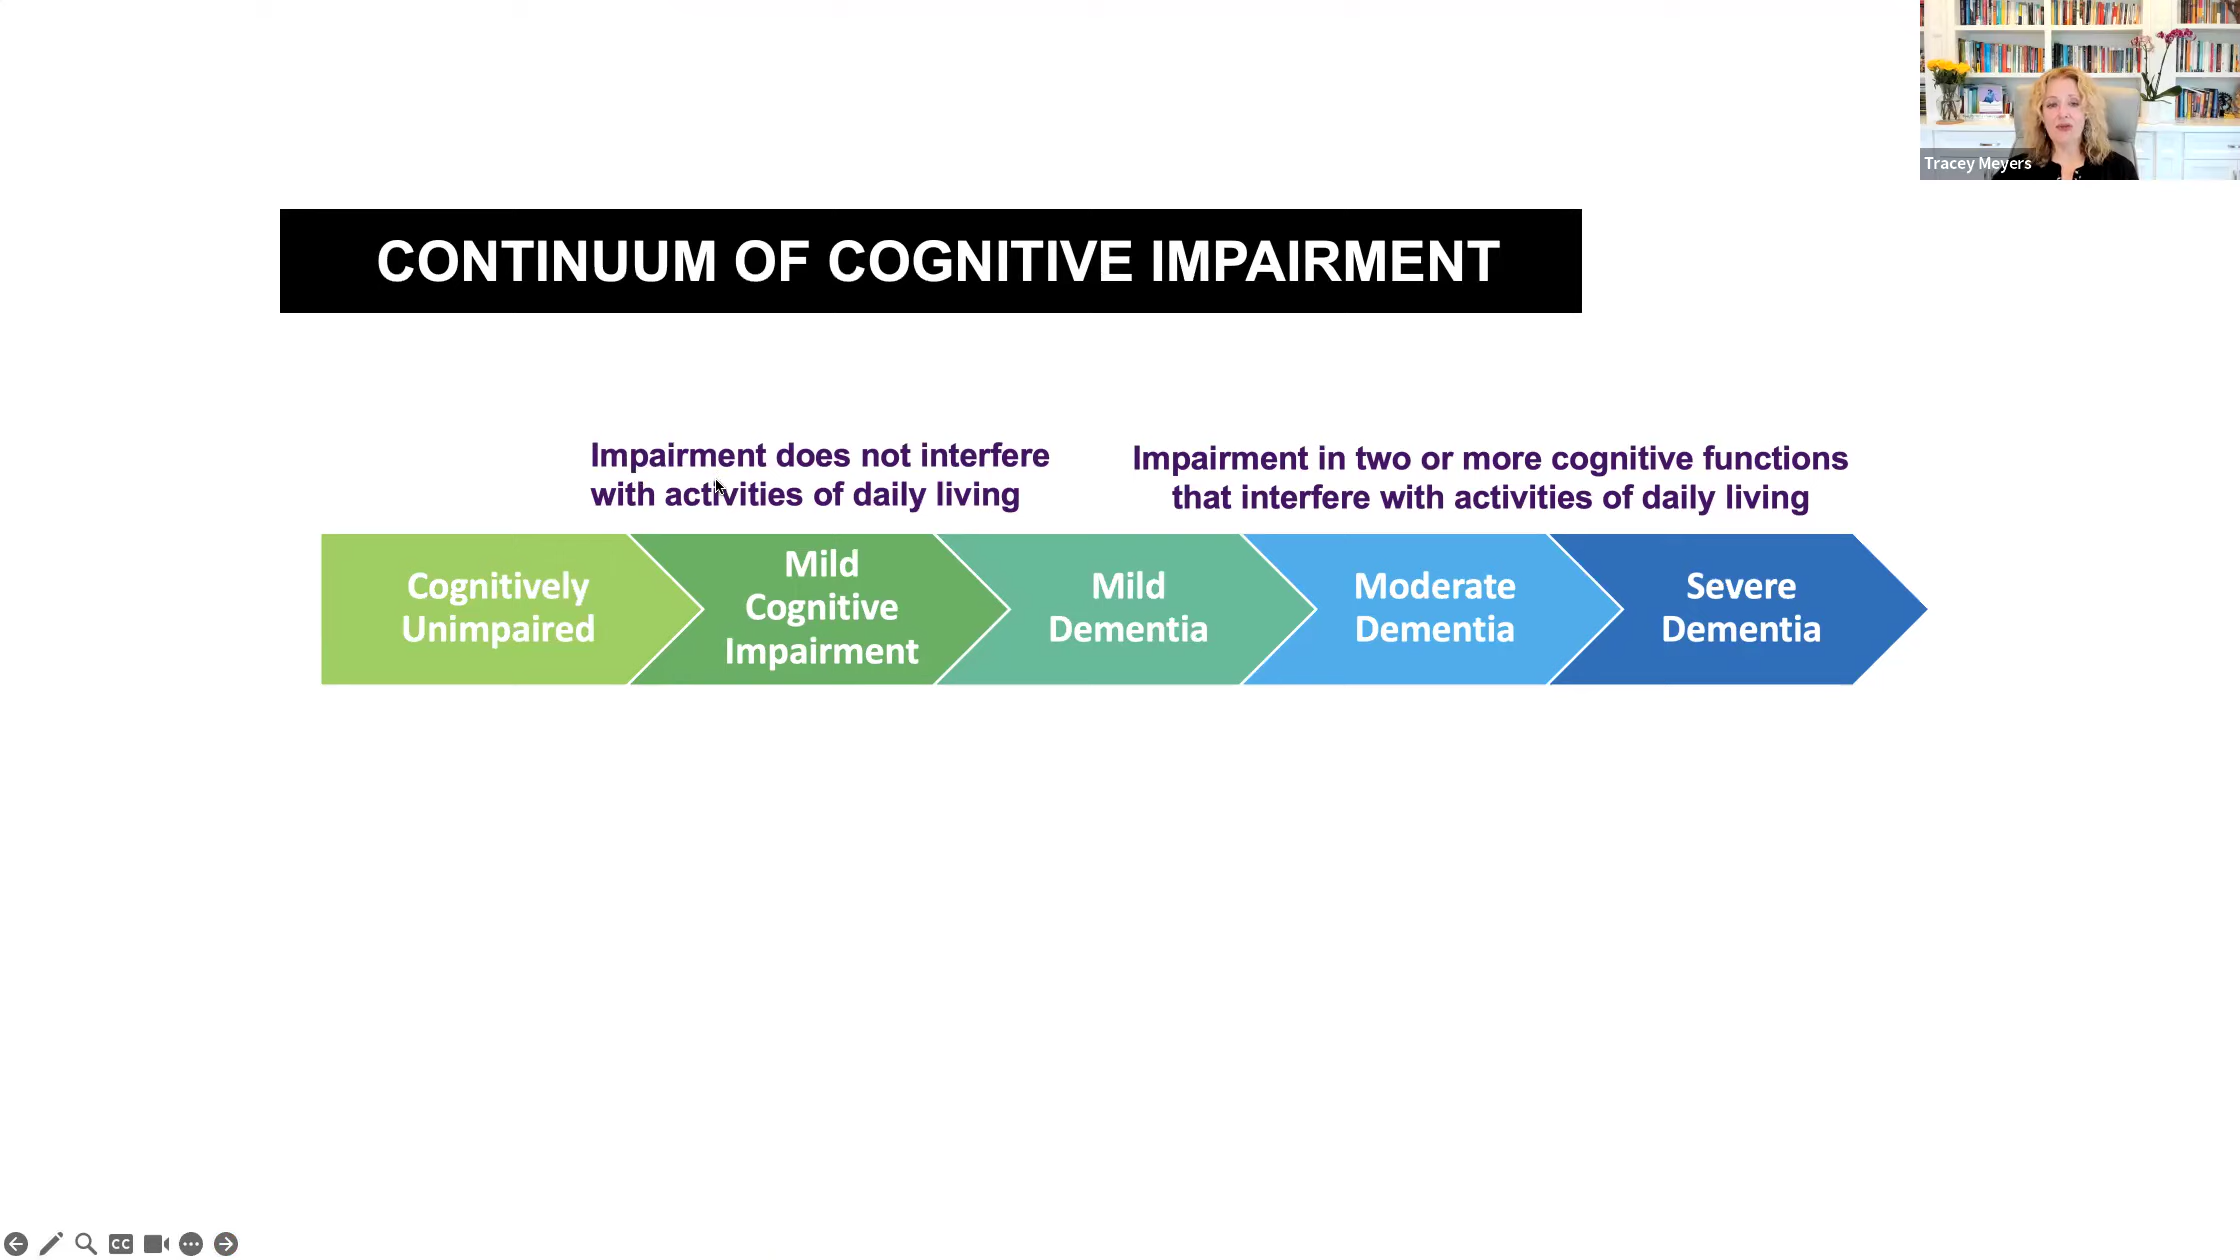 Tracey Meyers
CONTINUUM OF COGNITIVE IMPAIRMENT
Impairment does not interfere
with activities of daily living
Impairment in two or more cognitive functions
that interfere with activities of daily living
Cognitively
Unimpaired
Mild
Cognitive
Impairment
Mild
Dementia
Moderate
Dementia
Severe
Dementia
CC